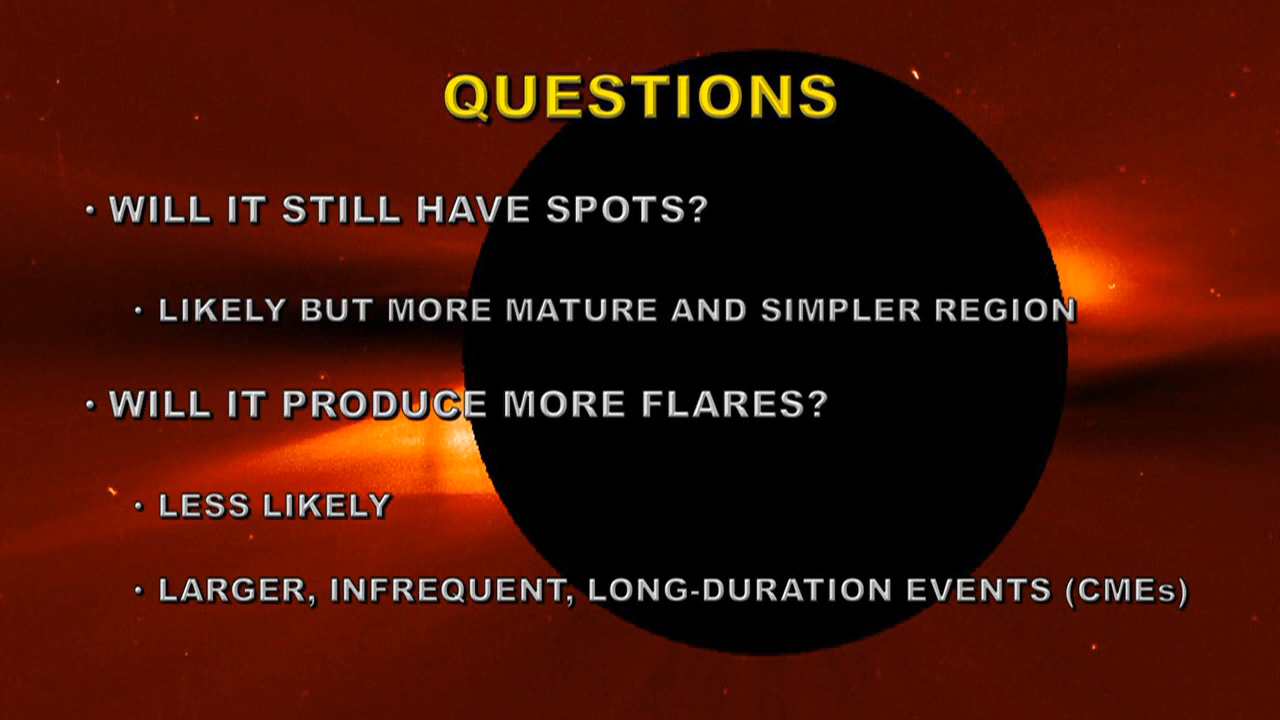 QUESTIONS
• WILL IT STILL HAVE SPOTS?
• LIKELY BUT MORE MATURE AND SIMPLER REGION
• WILL IT PRODUCE MORE FLARES?
• LESS LIKELY
• LARGER, INFREQUENT, LONG-DURATION EVENTS (CMEs)